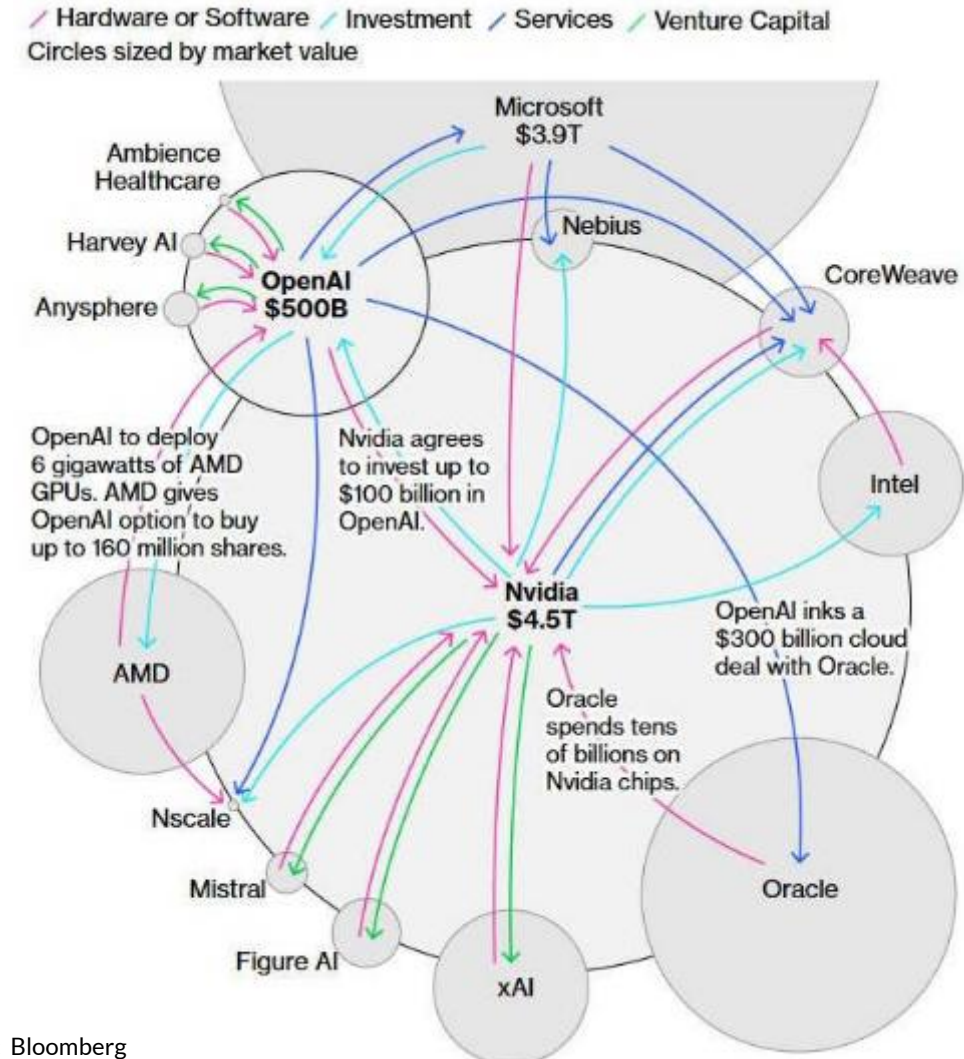 Hardware or Software Investment Services Venture Capital
Circles sized by market value
Microsoft
$3.9T
Ambience
Healthcare
Nebius
Harvey AI
CoreWeave
OpenAI
$500B
Anysphere
OpenAI to deploy
6 gigawatts of AMD
GPUs. AMD gives
OpenAI option to buy
up to 160 million shares.
Nvidia agrees
to invest up to
$100 billion in
OpenAI.
Intel
Nvidia
$4.5T
OpenAI inks a
$300 billion cloud
deal with Oracle.
AMD
Oracle
spends tens
of billions on
Nvidia chips.
Nscale
Mistral
Oracle
Figure AI
xAI
Bloomberg